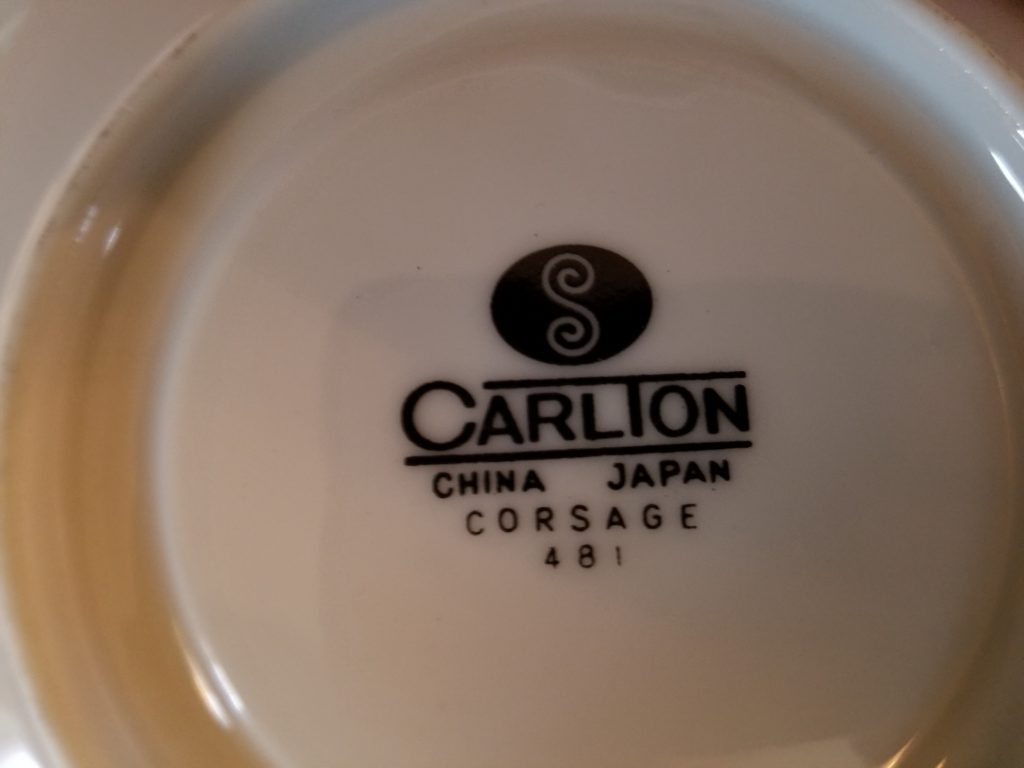 S
CARLTON
CHINA JAPAN
CORSAGE
481